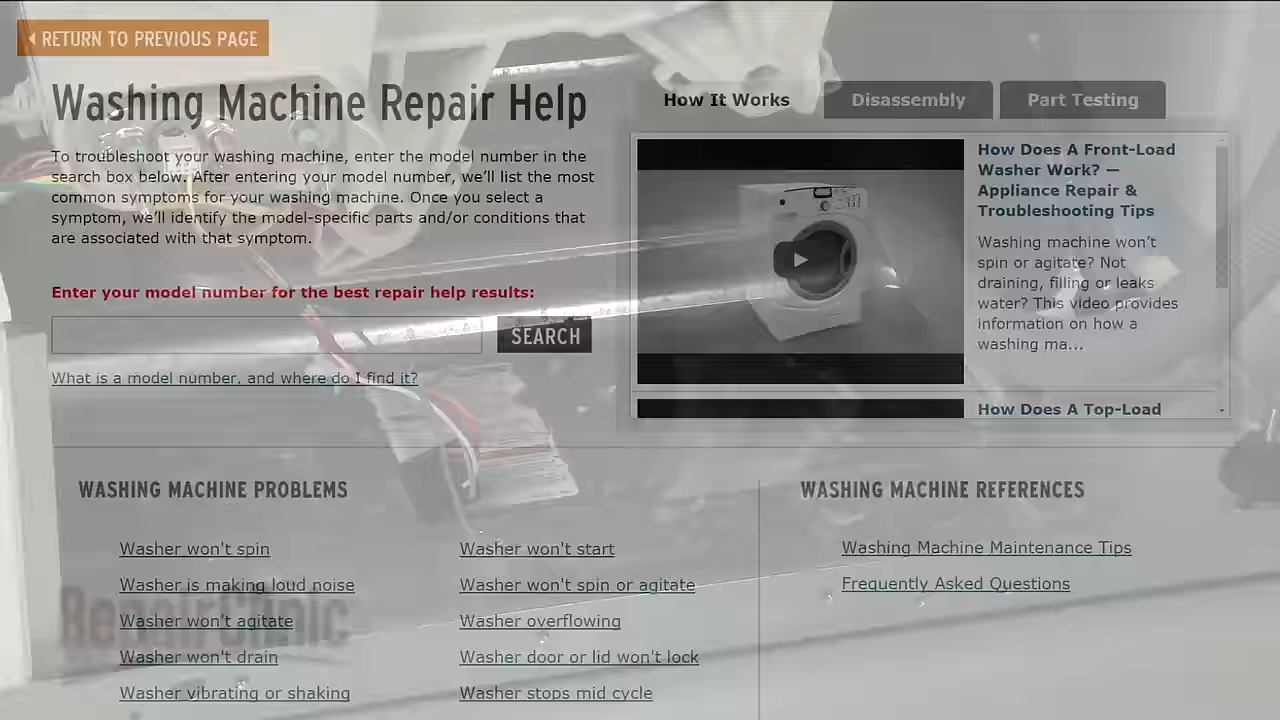 RETURN TO PREVIOUS PAGE
Washing Machine Repair Help
To troubleshoot your washing machine, enter the model number in the
search box below. After entering your model number, we’ll list the most
common symptoms for your washing machine. Once you select a
symptom, we’ll identify the model-specific parts and/or conditions that
are associated with that symptom.
Enter your model number for the best repair help results:
SEARCH
What is a model number, and where do I find it?
How It Works
Disassembly
Part Testing
How Does A Front-Load
Washer Work? —
Appliance Repair &
Troubleshooting Tips
Washing machine won’t
spin or agitate? Not
draining, filling or leaks
water? This video provides
information on how a
washing ma...
How Does A Top-Load
WASHING MACHINE PROBLEMS
Washer won't spin
Washer is making loud noise
Washer won't agitate
Washer won't drain
Washer vibrating or shaking
Washer won't start
Washer won't spin or agitate
Washer overflowing
Washer door or lid won't lock
Washer stops mid cycle
WASHING MACHINE REFERENCES
Washing Machine Maintenance Tips
Frequently Asked Questions
RepairClinic